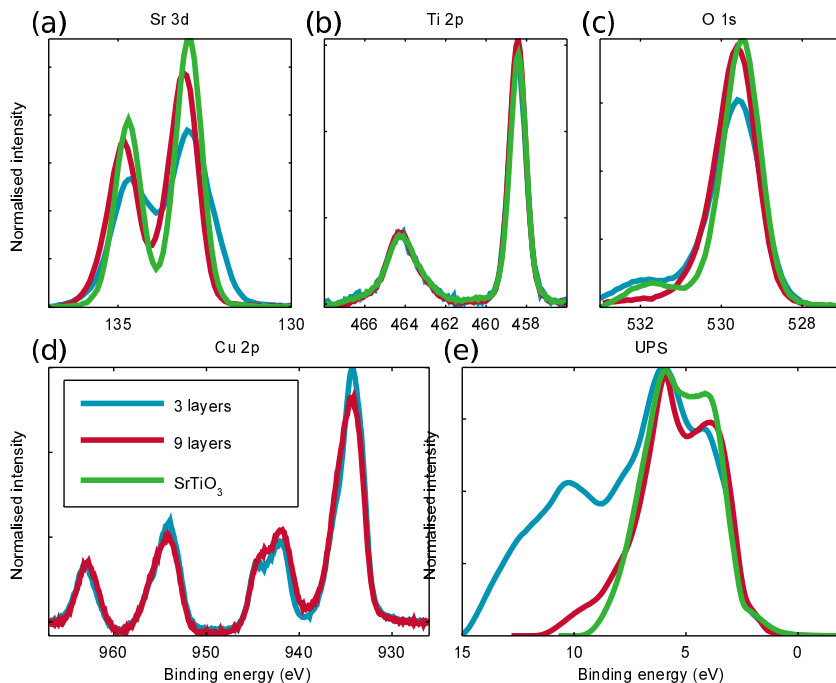 (a)
Sr 3d
(b)
Ti 2p
(c)
O 1s
Normalised intensity
135
130
466
464
462
460
458
532
530
528
(d)
Cu 2p
(e)
UPS
3 layers
9 layers
SrTiO₃
Normalised intensity
Normalised intensity
960
950
940
930
15
10
5
0
Binding energy (eV)
Binding energy (eV)